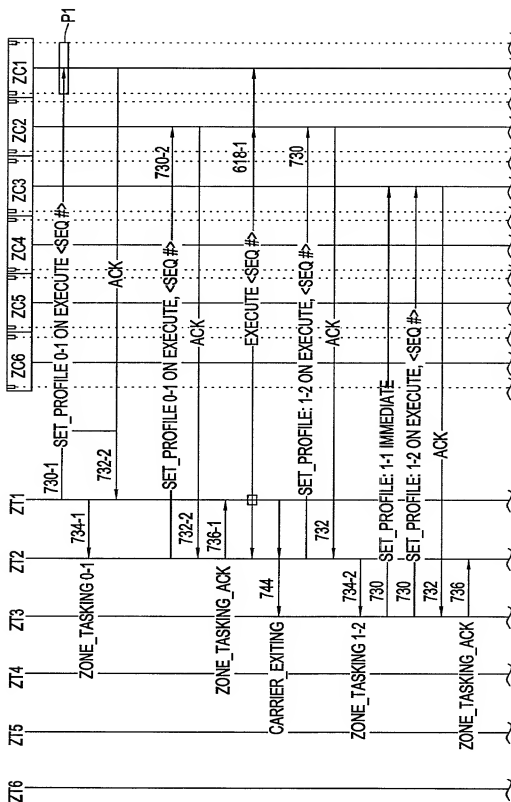 P1
ZC1
ZC2
ZC3
ZC4
ZC5
ZC6
ZT1
ZT2
ZT3
ZT4
ZT5
ZT6
730-1
SET_PROFILE 0-1 ON EXECUTE <SEQ #>
ACK
732-2
734-1
ZONE_TASKING 0-1
SET_PROFILE 0-1 ON EXECUTE, <SEQ #>
730-2
ACK
732-2
736-1
ZONE_TASKING_ACK
EXECUTE <SEQ #>
618-1
744
CARRIER_EXITING
SET_PROFILE: 1-2 ON EXECUTE, <SEQ #>
730
ACK
732
734-2
ZONE_TASKING 1-2
730
SET_PROFILE: 1-1 IMMEDIATE
730
SET_PROFILE: 1-2 ON EXECUTE, <SEQ #>
732
ACK
736
ZONE_TASKING_ACK